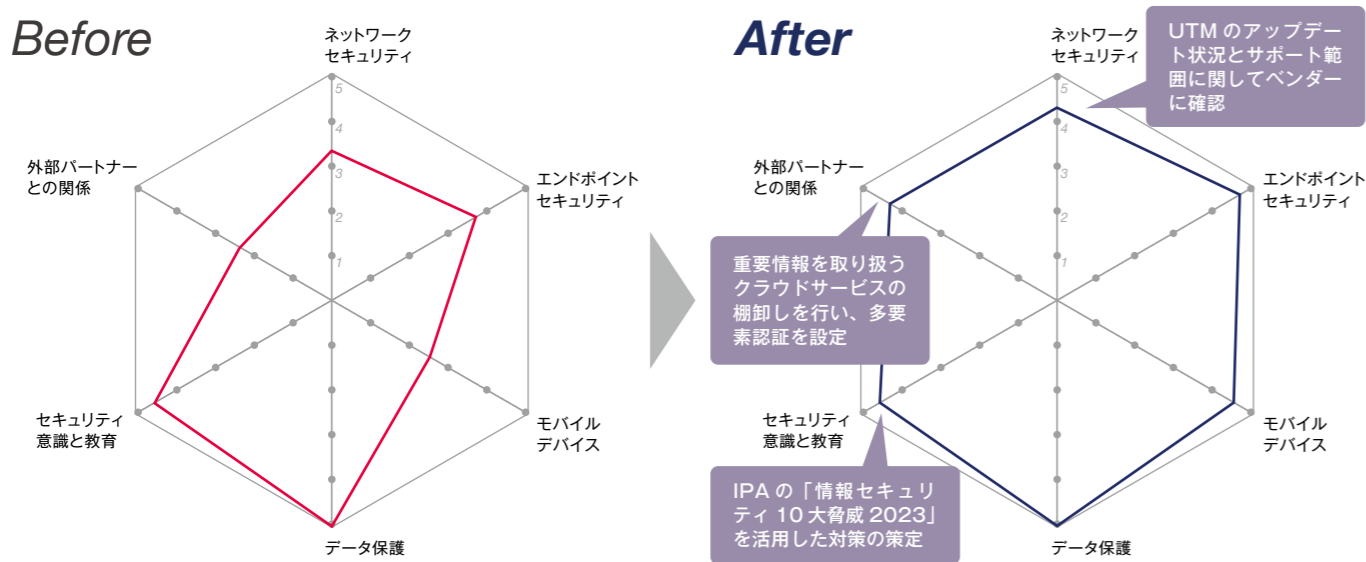 Before
ネットワーク
セキュリティ
5
4
3
2
1
外部パートナー
との関係
エンドポイント
セキュリティ
セキュリティ
意識と教育
モバイル
デバイス
データ保護
After
ネットワーク
セキュリティ
UTM のアップデー
ト状況とサポート範
囲に関してベンダー
に確認
5
4
3
2
1
外部パートナー
との関係
エンドポイント
セキュリティ
重要情報を取り扱う
クラウドサービスの
棚卸しを行い、多要
素認証を設定
セキュリティ
意識と教育
モバイル
デバイス
IPA の「情報セキュリ
ティ 10 大脅威 2023」
を活用した対策の策定
データ保護